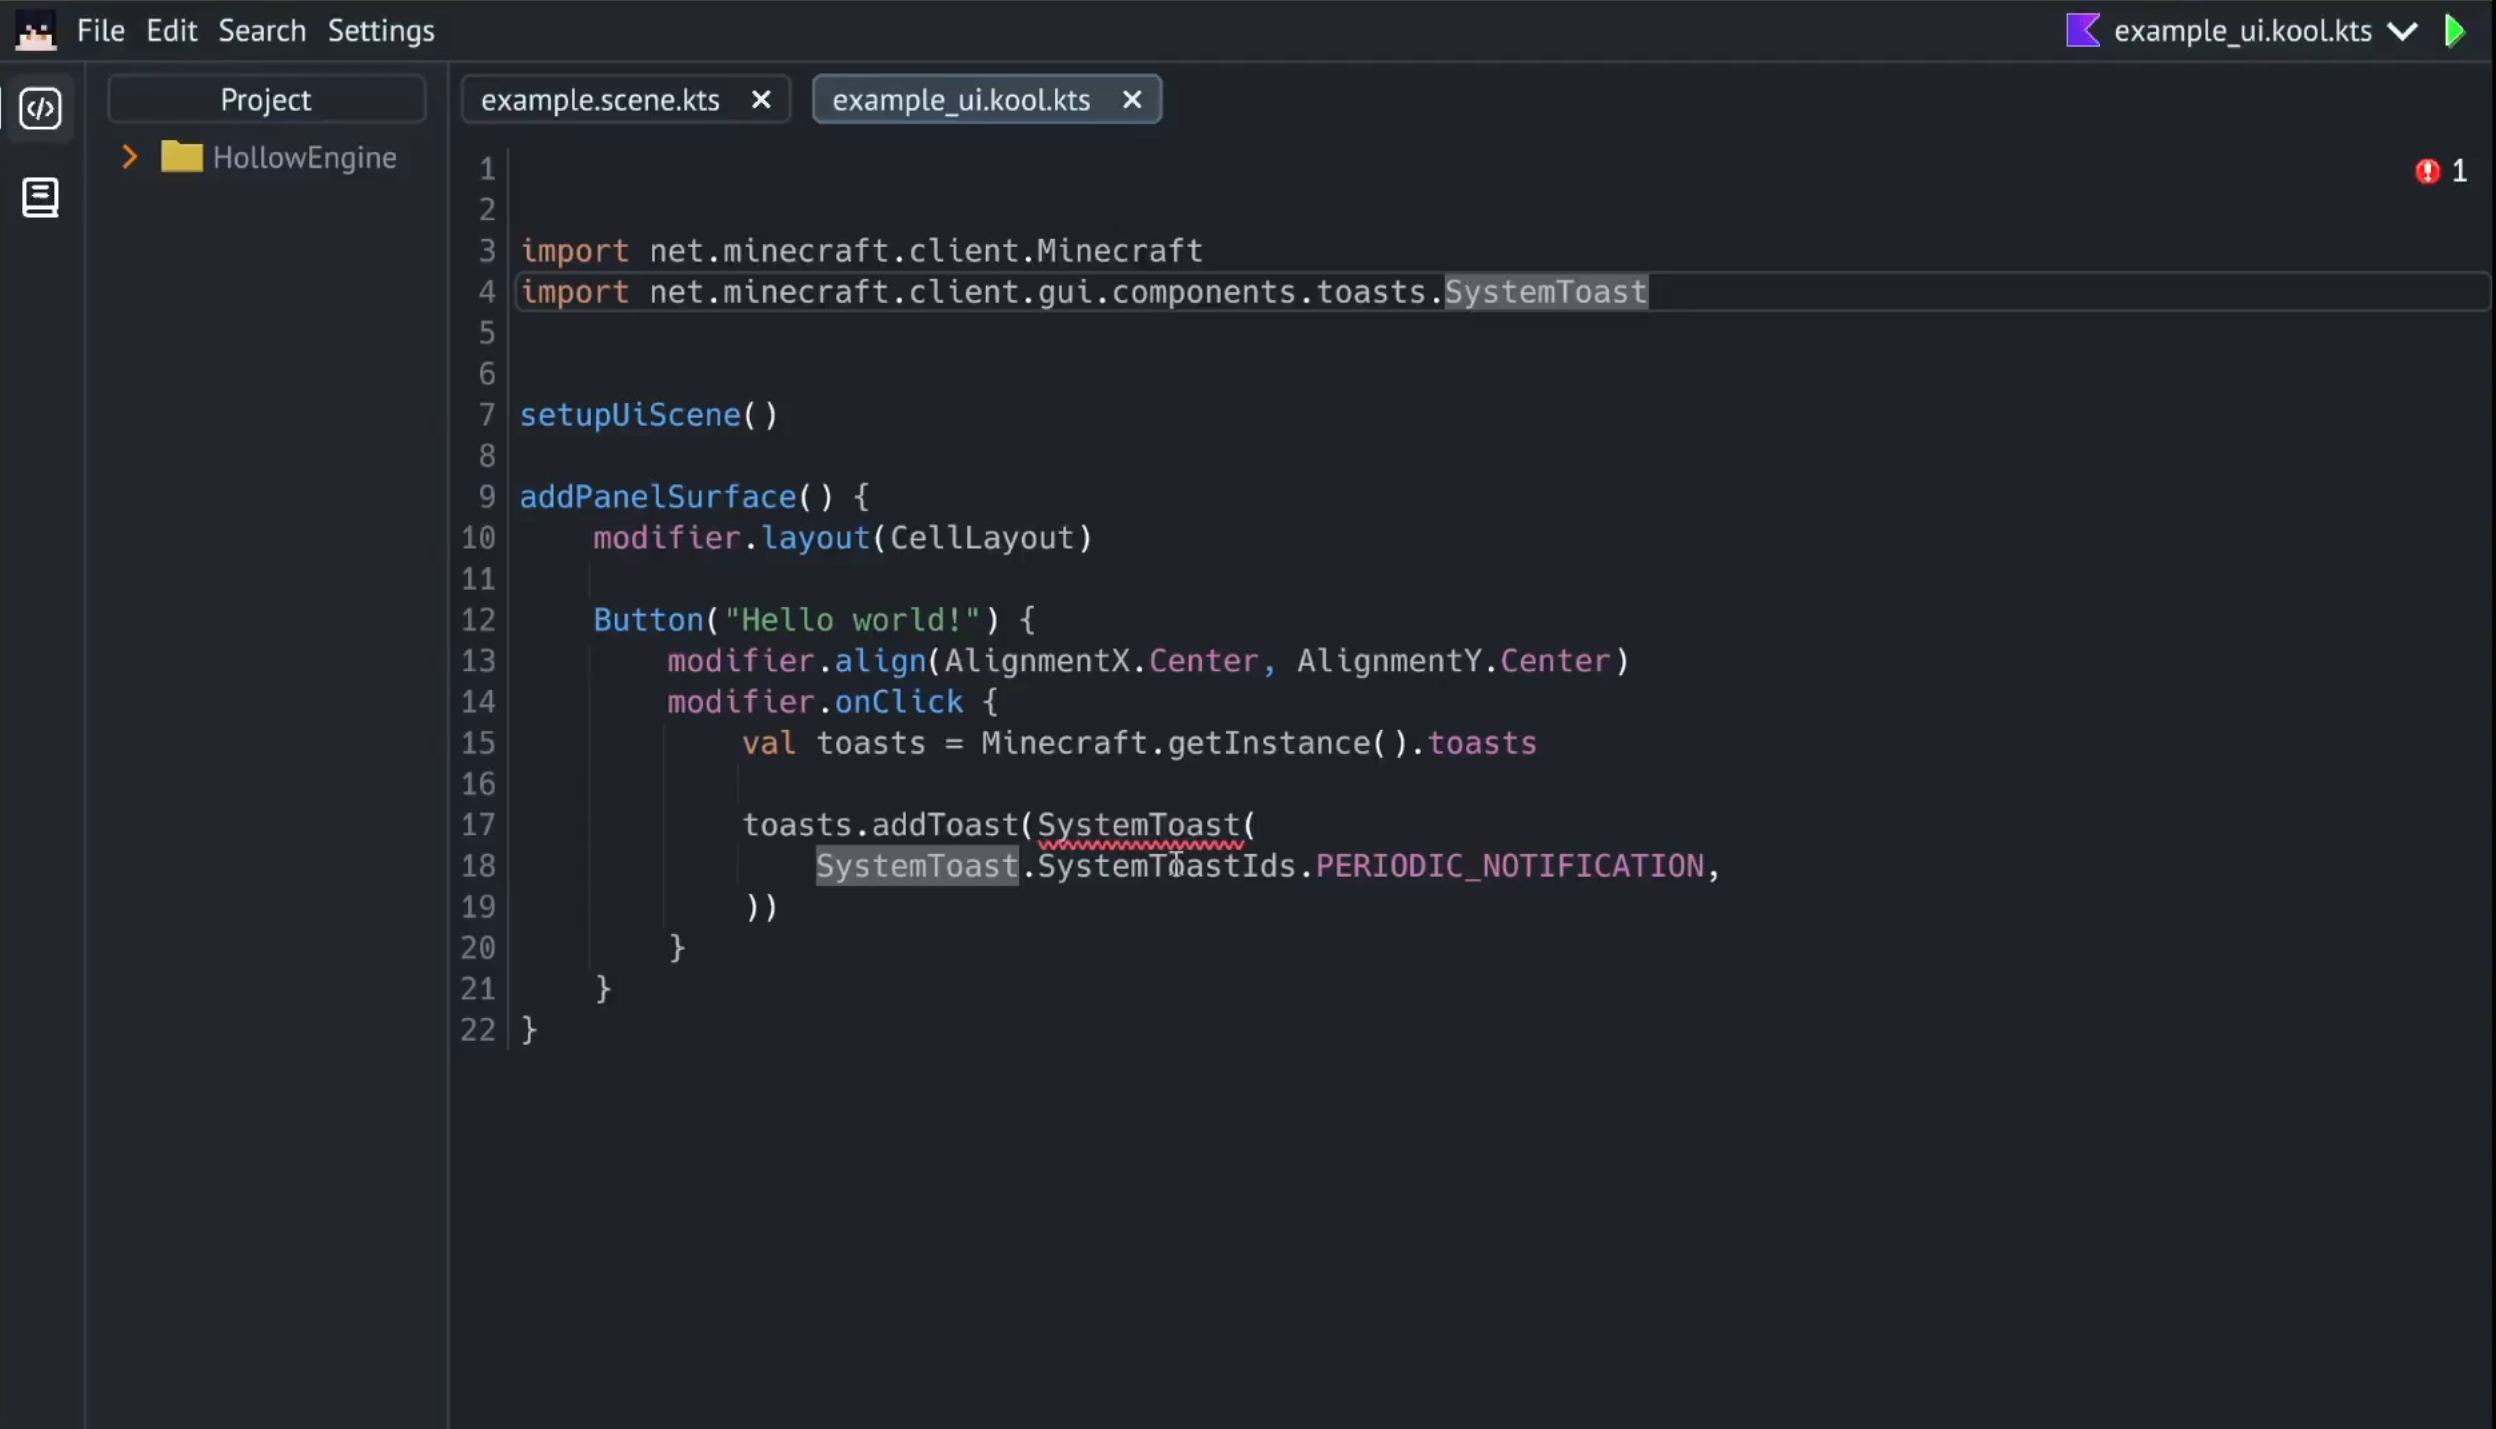 File Edit Search Settings
example_ui.kool.kts
Project
example.scene.kts
example_ui.kool.kts
HollowEngine
1
1
2
3 import net.minecraft.client.Minecraft
4 import net.minecraft.client.gui.components.toasts.SystemToast
5
6
7 setupUiScene()
8
9 addPanelSurface() {
10     modifier.layout(CellLayout)
11
12     Button("Hello world!") {
13         modifier.align(AlignmentX.Center, AlignmentY.Center)
14         modifier.onClick {
15             val toasts = Minecraft.getInstance().toasts
16
17             toasts.addToast(SystemToast(
18                 SystemToast.SystemToastIds.PERIODIC_NOTIFICATION,
19             ))
20         }
21     }
22 }